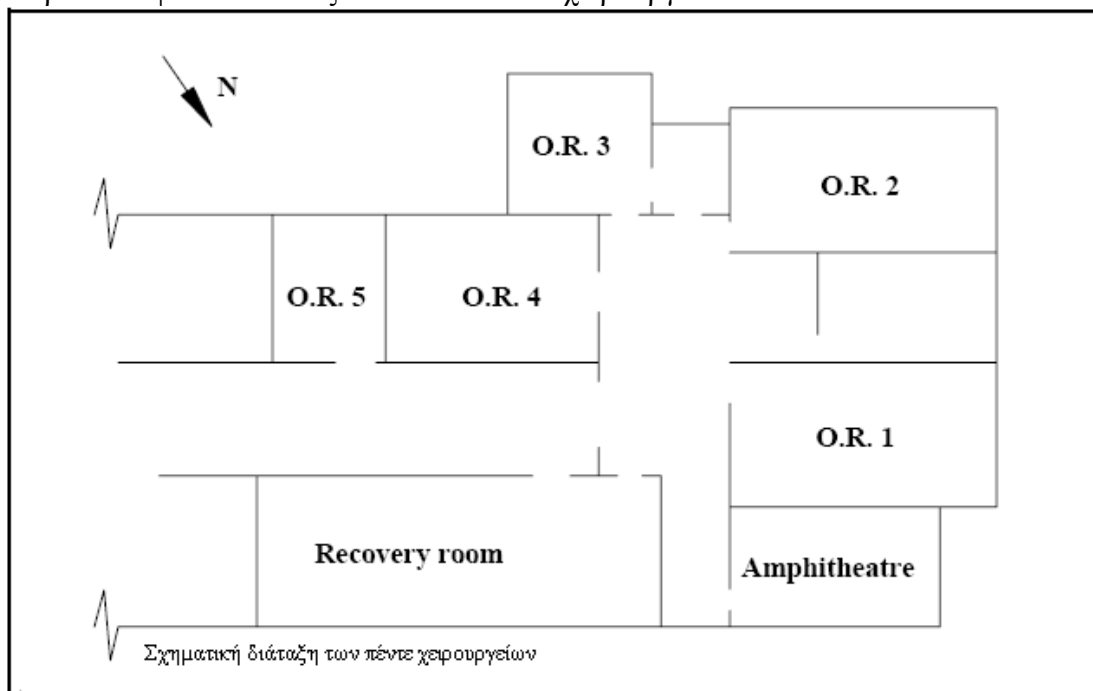 N
O.R. 3
O.R. 2
O.R. 5
O.R. 4
O.R. 1
Recovery room
Amphitheatre
Σχηματική διάταξη των πέντε χειρουργείων